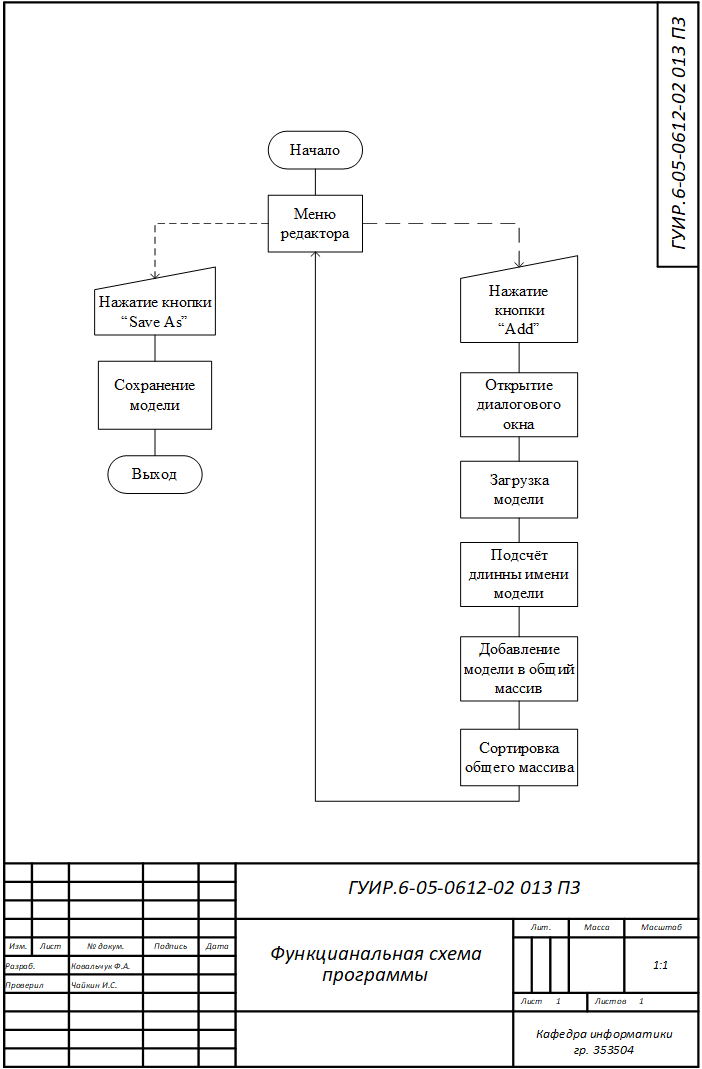 ГУИР.6-05-0612-02 013 ПЗ
Начало
Меню
редактора
Нажатие кнопки
“Save As”
Сохранение
модели
Выход
Нажатие
кнопки
“Add”
Открытие
диалогового
окна
Загрузка
модели
Подсчёт
длинны имени
модели
Добавление
модели в общий
массив
Сортировка
общего массива
ГУИР.6-05-0612-02 013 ПЗ
Изм. Лист № докум. Подпись Дата
Разраб. Ковальчук Ф.А.
Проверил Чайкин И.С.
Функцианальная схема
программы
Лит. Масса Масштаб
1:1
Лист 1 Листов 1
Кафедра информатики
гр. 353504